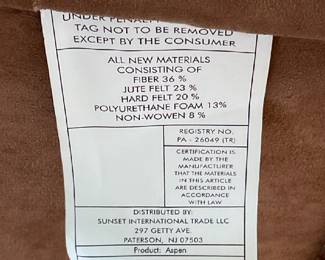 UNDER PENAL
TAG NOT TO BE REMOVED
EXCEPT BY THE CONSUMER
ALL NEW MATERIALS
CONSISTING OF
FIBER 36 %
JUTE FELT 23 %
HARD FELT 20 %
POLYURETHANE FOAM 13%
NON-WOWEN 8 %
REGISTRY NO.
PA - 26049 (TR)
CERTIFICATION IS
MADE BY THE
MANUFACTURER
THAT THE MATERIALS
IN THIS ARTICLE
ARE DESCRIBED IN
ACCORDANCE
WITH LAW
DISTRIBUTED BY:
SUNSET INTERNATIONAL TRADE LLC
297 GETTY AVE.
PATERSON, NJ 07503
Product: Aspen